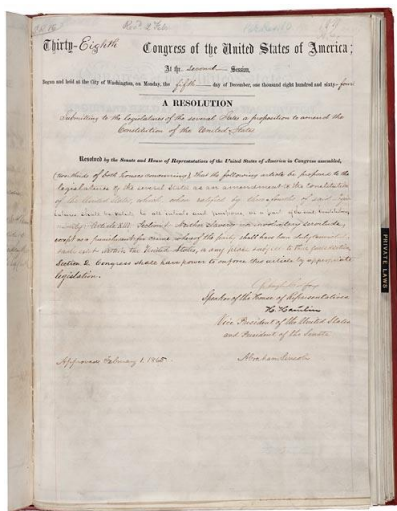 Thirty-Eighth Congress of the United States of America;
At the second Session,
Begun and held at the city of Washington, on Monday, the fifth day of December, one thousand eight hundred and sixty-four
A RESOLUTION
Submitting to the legislatures of the several States a proposition to amend the
Constitution of the United States
Resolved by the Senate and House of Representatives of the United States of America in Congress assembled,
(two thirds of both houses concurring), that the following article be proposed to the
legislatures of the several States as an amendment to the constitution
of the United States, which, when ratified by three fourths of said
shall be valid, to all intents and purposes, as a part of the said constitution,
namely: Article XIII. Section 1. Neither slavery nor involuntary servitude,
except as a punishment for crime whereof the party shall have been duly convicted,
shall exist within the United States, or any place subject to their jurisdiction.
Section 2. Congress shall have power to enforce this article by appropriate
legislation.
Speaker of the House of Representatives
H. Hamlin
Vice President of the United States
and President of the Senate
Approved February 1. 1865
Abraham Lincoln
PRIVATE LAWS